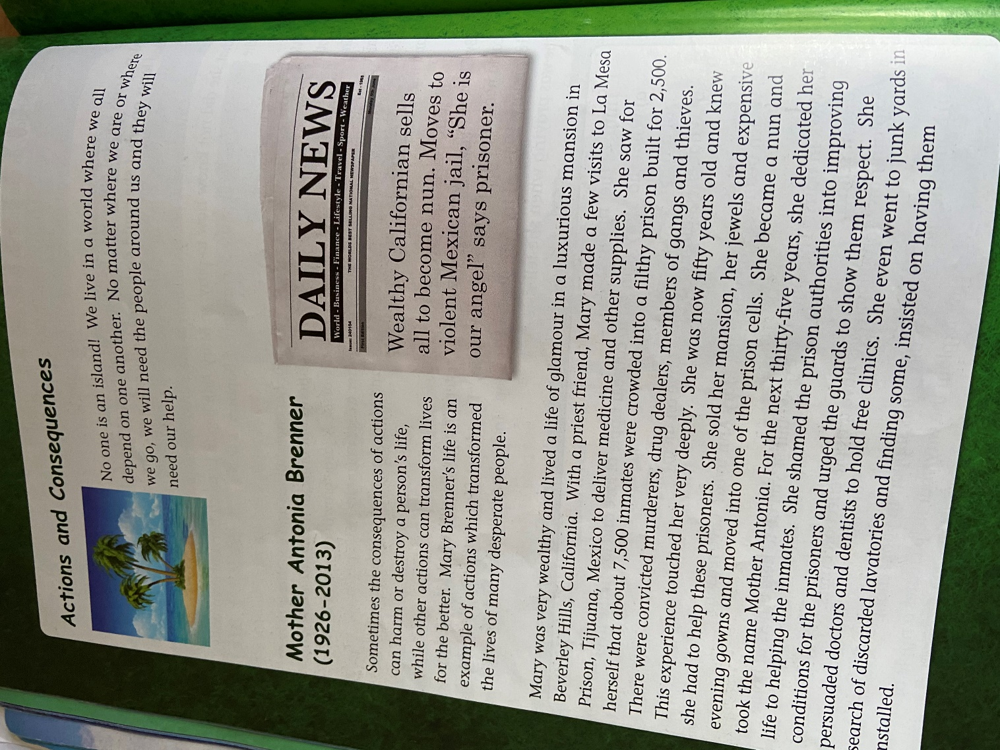 Actions and Consequences
No one is an island! We live in a world where we all
depend on one another. No matter where we are or where
we go, we will need the people around us and they will
need our help.
Mother Antonia Brenner
(1926-2013)
Sometimes the consequences of actions
can harm or destroy a person's life,
while other actions can transform lives
for the better. Mary Brenner's life is an
example of actions which transformed
the lives of many desperate people.
DAILY NEWS
World - Business - Finance - Lifestyle - Travel - Sport - Weather
Issue: 240104 THE WORLDS BEST SELLING NATIONAL NEWSPAPER Est - 1965
First Edition Monday 5th June
Wealthy Californian sells
all to become nun. Moves to
violent Mexican jail, “She is
our angel” says prisoner.
Mary was very wealthy and lived a life of glamour in a luxurious mansion in
Beverley Hills, California. With a priest friend, Mary made a few visits to La Mesa
Prison, Tijuana, Mexico to deliver medicine and other supplies. She saw for
herself that about 7,500 inmates were crowded into a filthy prison built for 2,500.
There were convicted murderers, drug dealers, members of gangs and thieves.
This experience touched her very deeply. She was now fifty years old and knew
she had to help these prisoners. She sold her mansion, her jewels and expensive
evening gowns and moved into one of the prison cells. She became a nun and
took the name Mother Antonia. For the next thirty-five years, she dedicated her
life to helping the inmates. She shamed the prison authorities into improving
conditions for the prisoners and urged the guards to show them respect. She
persuaded doctors and dentists to hold free clinics. She even went to junk yards in
search of discarded lavatories and finding some, insisted on having them
nstalled.